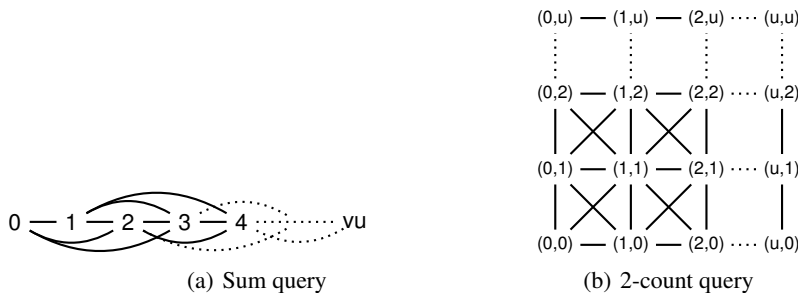 (0,u) (1,u) (2,u) (u,u)
(0,2) (1,2) (2,2) (u,2)
(0,1) (1,1) (2,1) (u,1)
0 1 2 3 4 vu
(0,0) (1,0) (2,0) (u,0)
(a) Sum query
(b) 2-count query